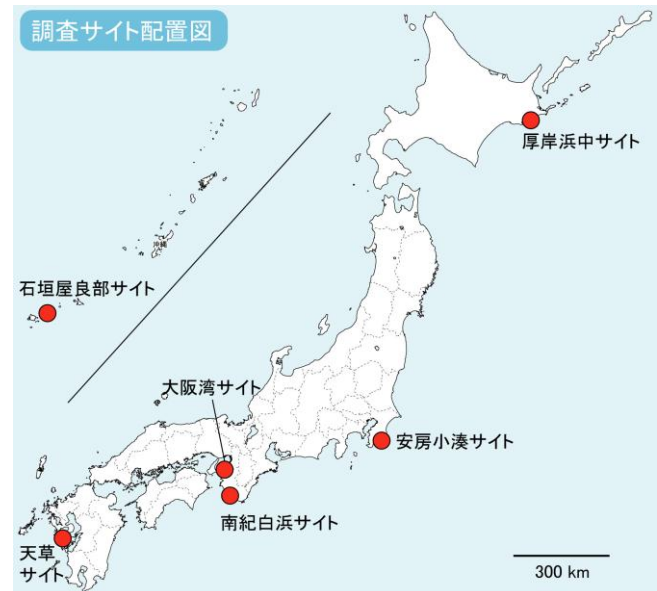 調査サイト配置図
厚岸浜中サイト
沖縄
石垣屋良部サイト
大阪湾サイト
安房小湊サイト
南紀白浜サイト
天草
サイト
300 km